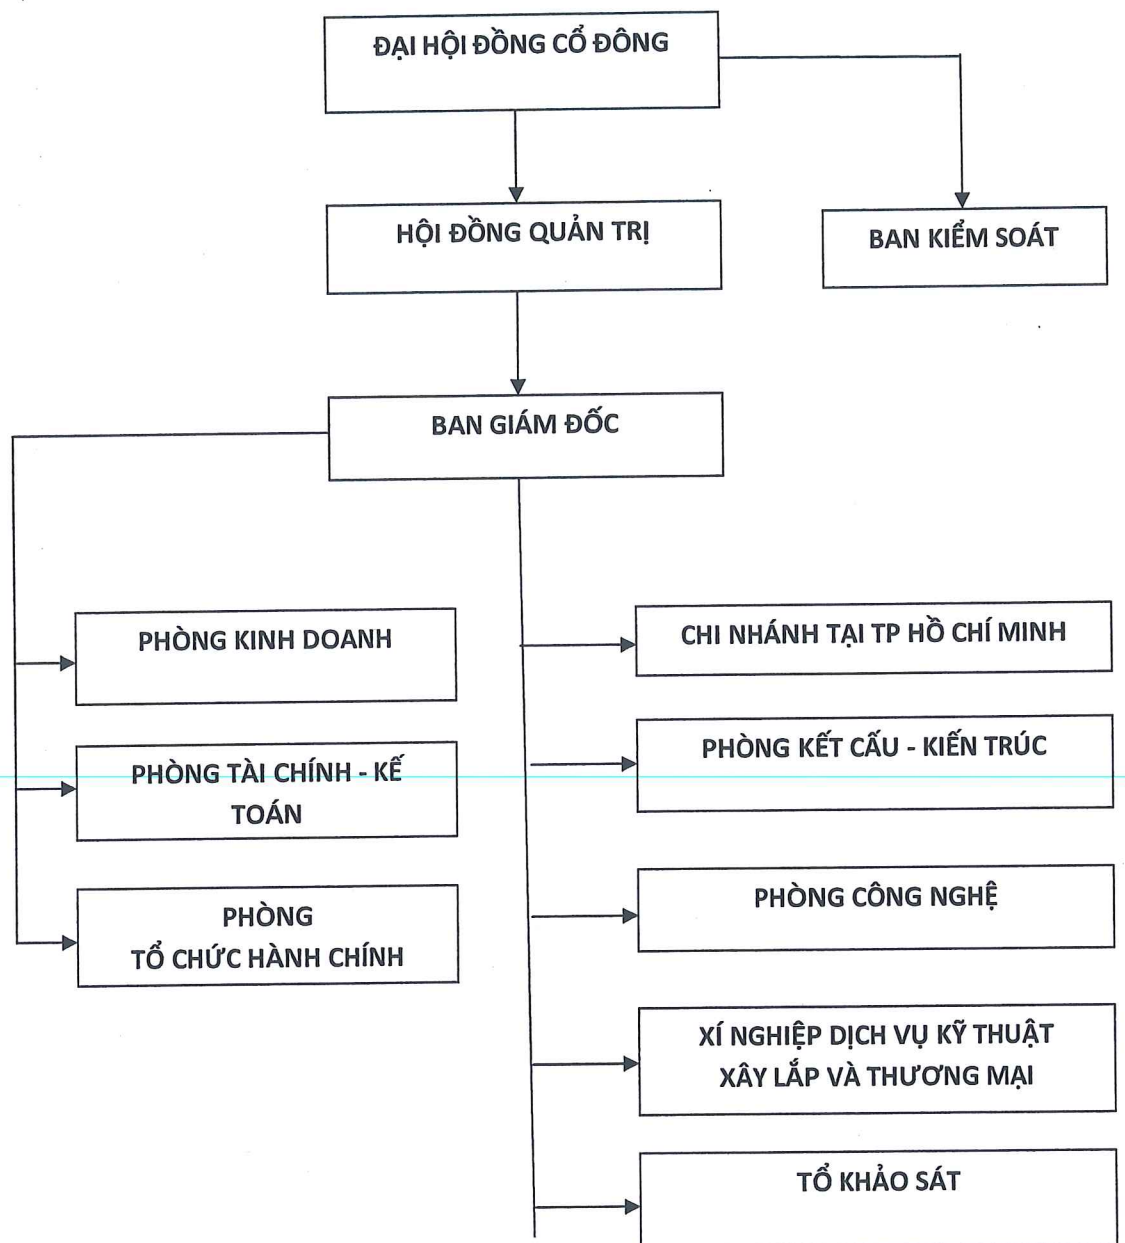 ĐẠI HỘI ĐỒNG CỔ ĐÔNG
HỘI ĐỒNG QUẢN TRỊ
BAN KIỂM SOÁT
BAN GIÁM ĐỐC
PHÒNG KINH DOANH
PHÒNG TÀI CHÍNH - KẾ
TOÁN
PHÒNG
TỔ CHỨC HÀNH CHÍNH
CHI NHÁNH TẠI TP HỒ CHÍ MINH
PHÒNG KẾT CẤU - KIẾN TRÚC
PHÒNG CÔNG NGHỆ
XÍ NGHIỆP DỊCH VỤ KỸ THUẬT
XÂY LẮP VÀ THƯƠNG MẠI
TỔ KHẢO SÁT